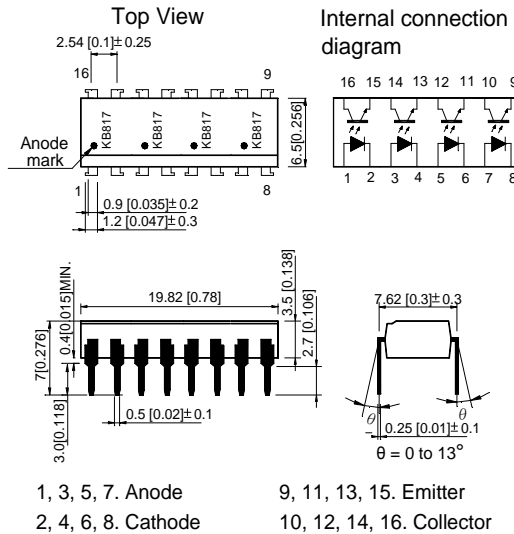 Top View
2.54 [0.1]± 0.25
16
9
KB817
KB817
KB817
KB817
Anode
mark
6.5[0.256]
1
8
0.9 [0.035]± 0.2
1.2 [0.047]± 0.3
Internal connection
diagram
16 15 14 13 12 11 10 9
1 2 3 4 5 6 7 8
19.82 [0.78]
0.4[0.015]MIN.
7[0.276]
3.0[0.118]
3.5 [0.138]
2.7 [0.106]
0.5 [0.02]± 0.1
7.62 [0.3]± 0.3
θ
θ
0.25 [0.01]± 0.1
θ = 0 to 13°
1, 3, 5, 7. Anode
2, 4, 6, 8. Cathode
9, 11, 13, 15. Emitter
10, 12, 14, 16. Collector